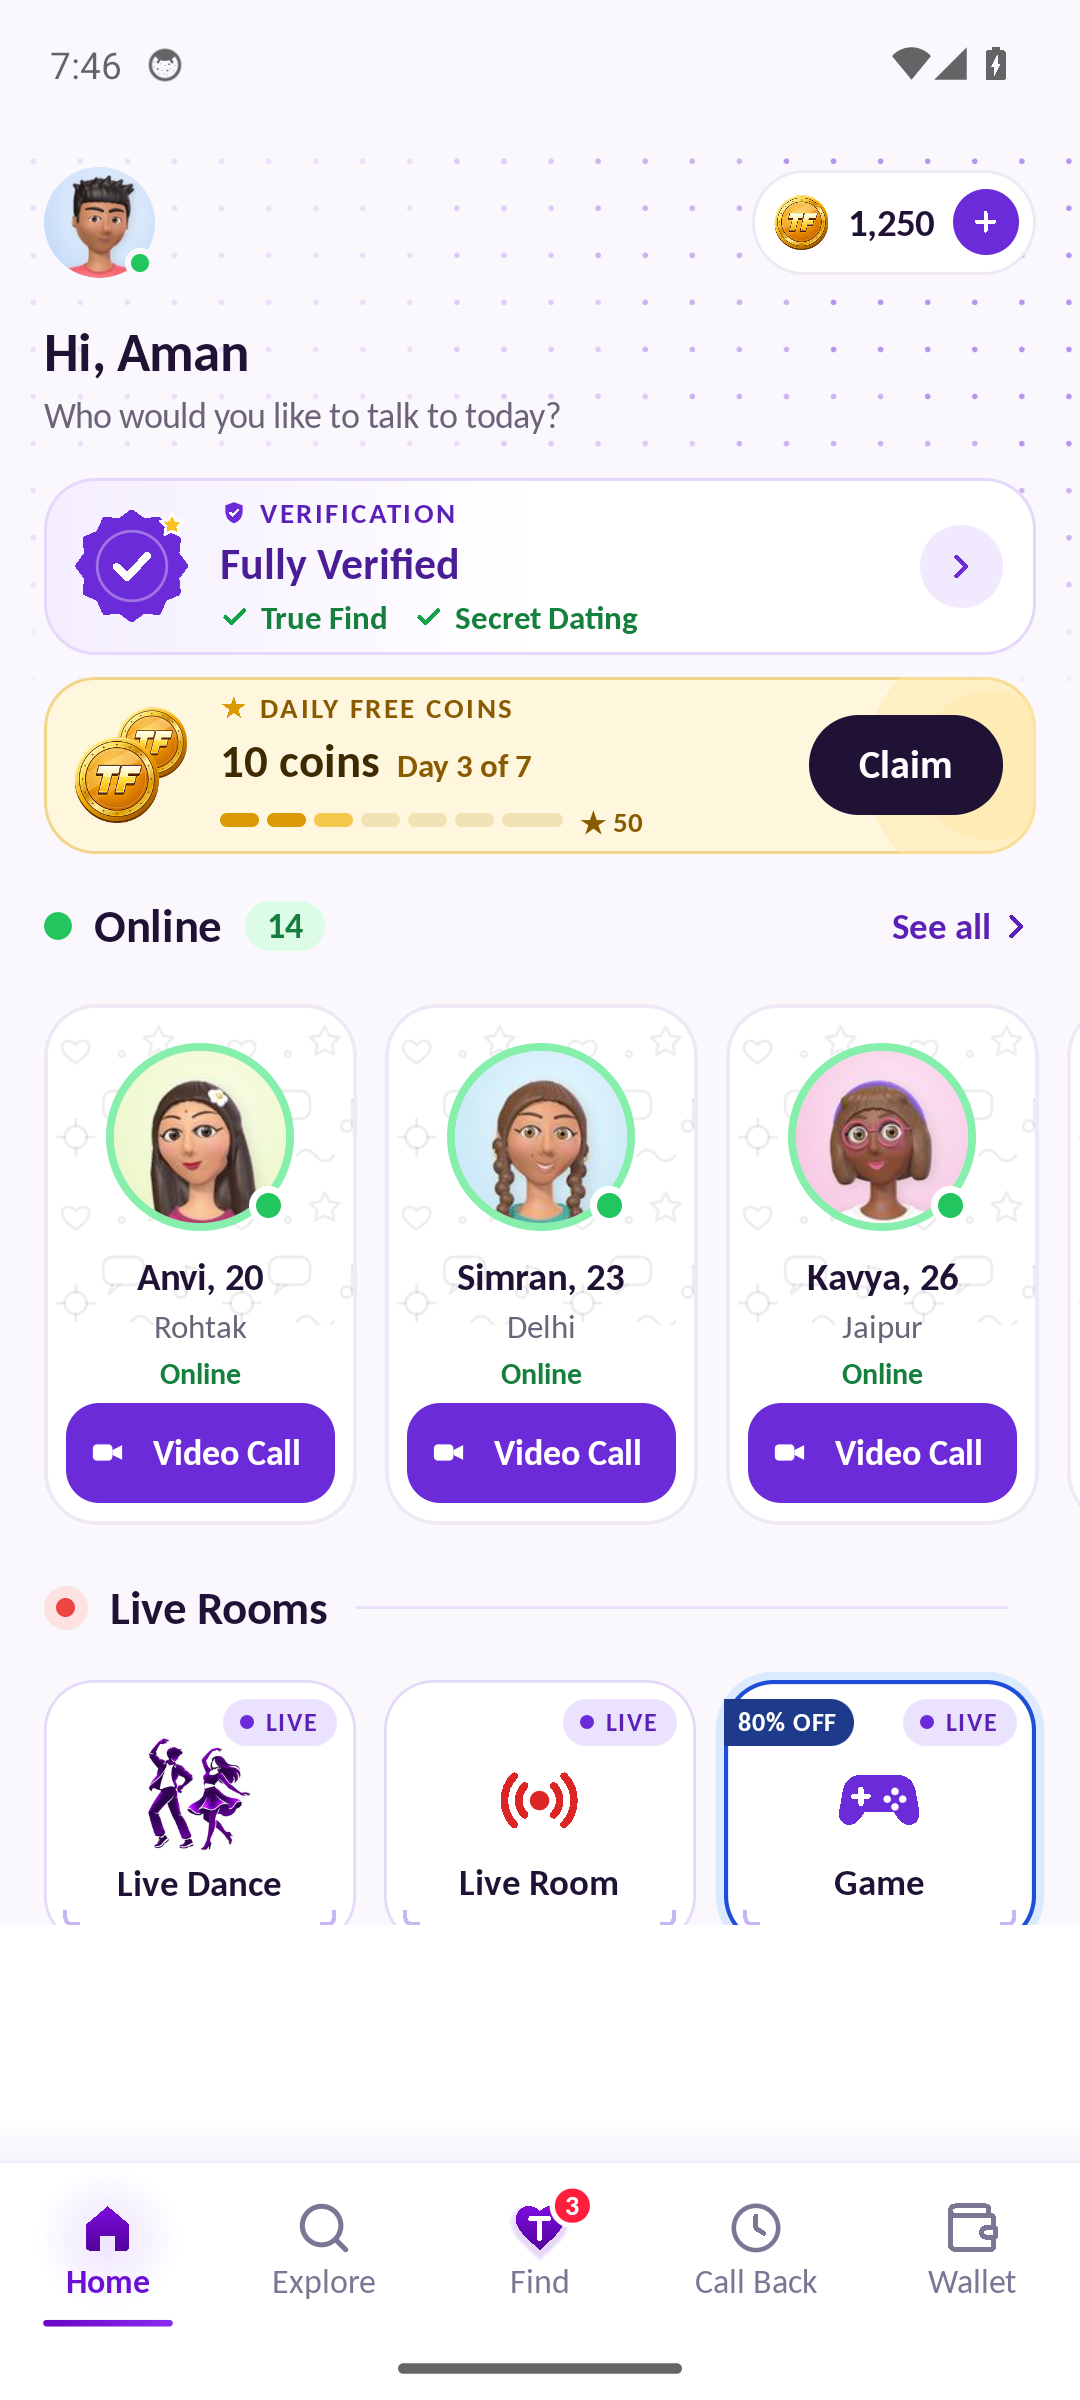 7:46
TF 1,250
Hi, Aman
Who would you like to talk to today?
VERIFICATION
Fully Verified
True Find Secret Dating
TF TF
DAILY FREE COINS
10 coins Day 3 of 7
50
Claim
Online 14 See all
Anvi, 20 Simran, 23 Kavya, 26
Rohtak Delhi Jaipur
Online Online Online
Video Call Video Call Video Call
Live Rooms
LIVE LIVE 80% OFF LIVE
Live Dance Live Room Game
T 3
Home Explore Find Call Back Wallet